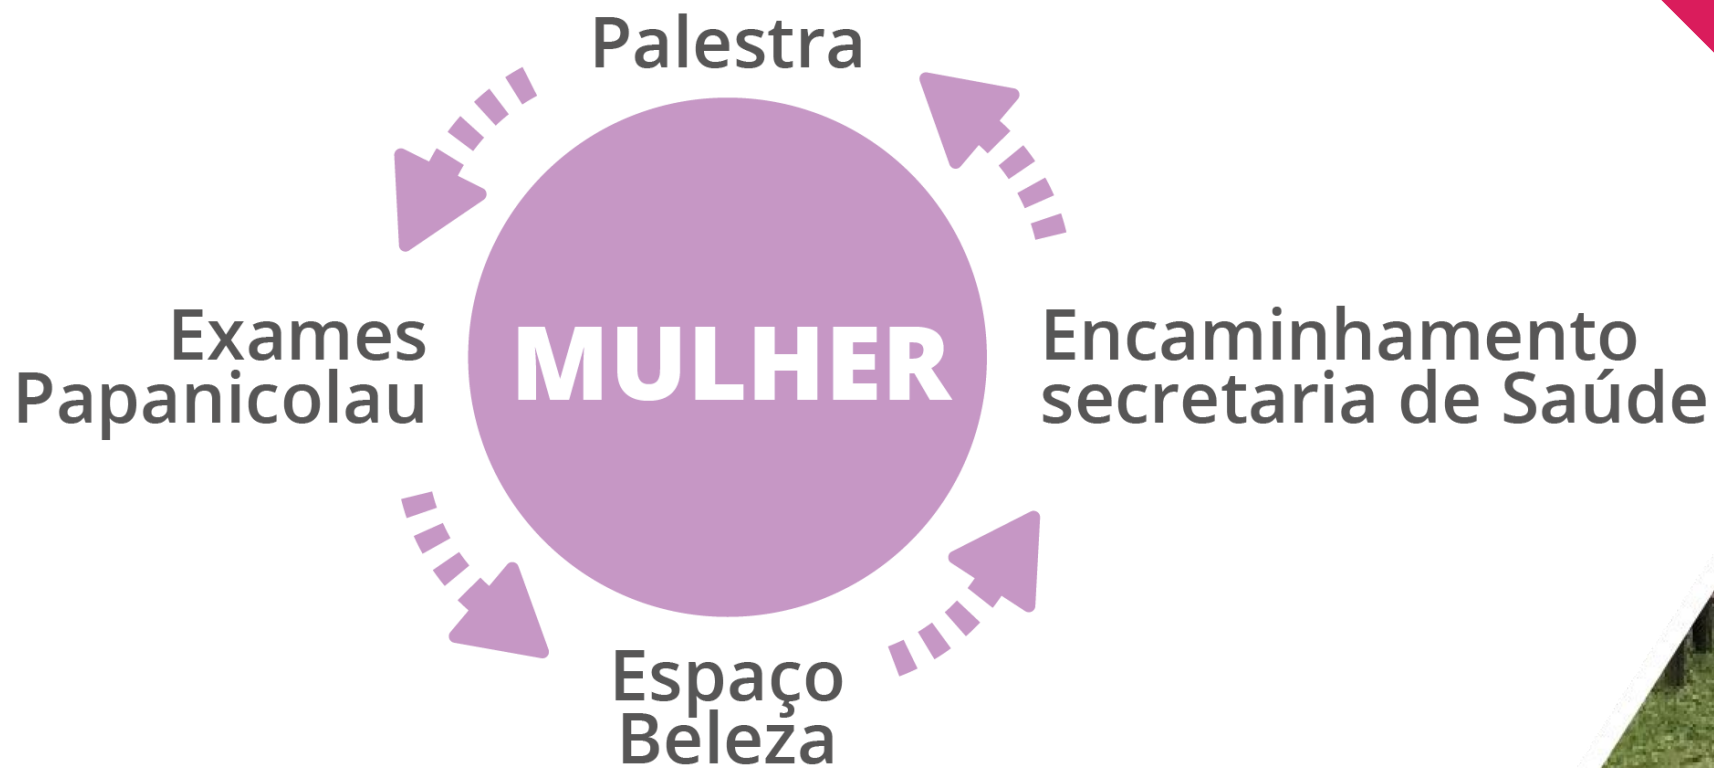 Palestra
Exames
Papanicolau
MULHER
Encaminhamento
secretaria de Saúde
Espaço
Beleza